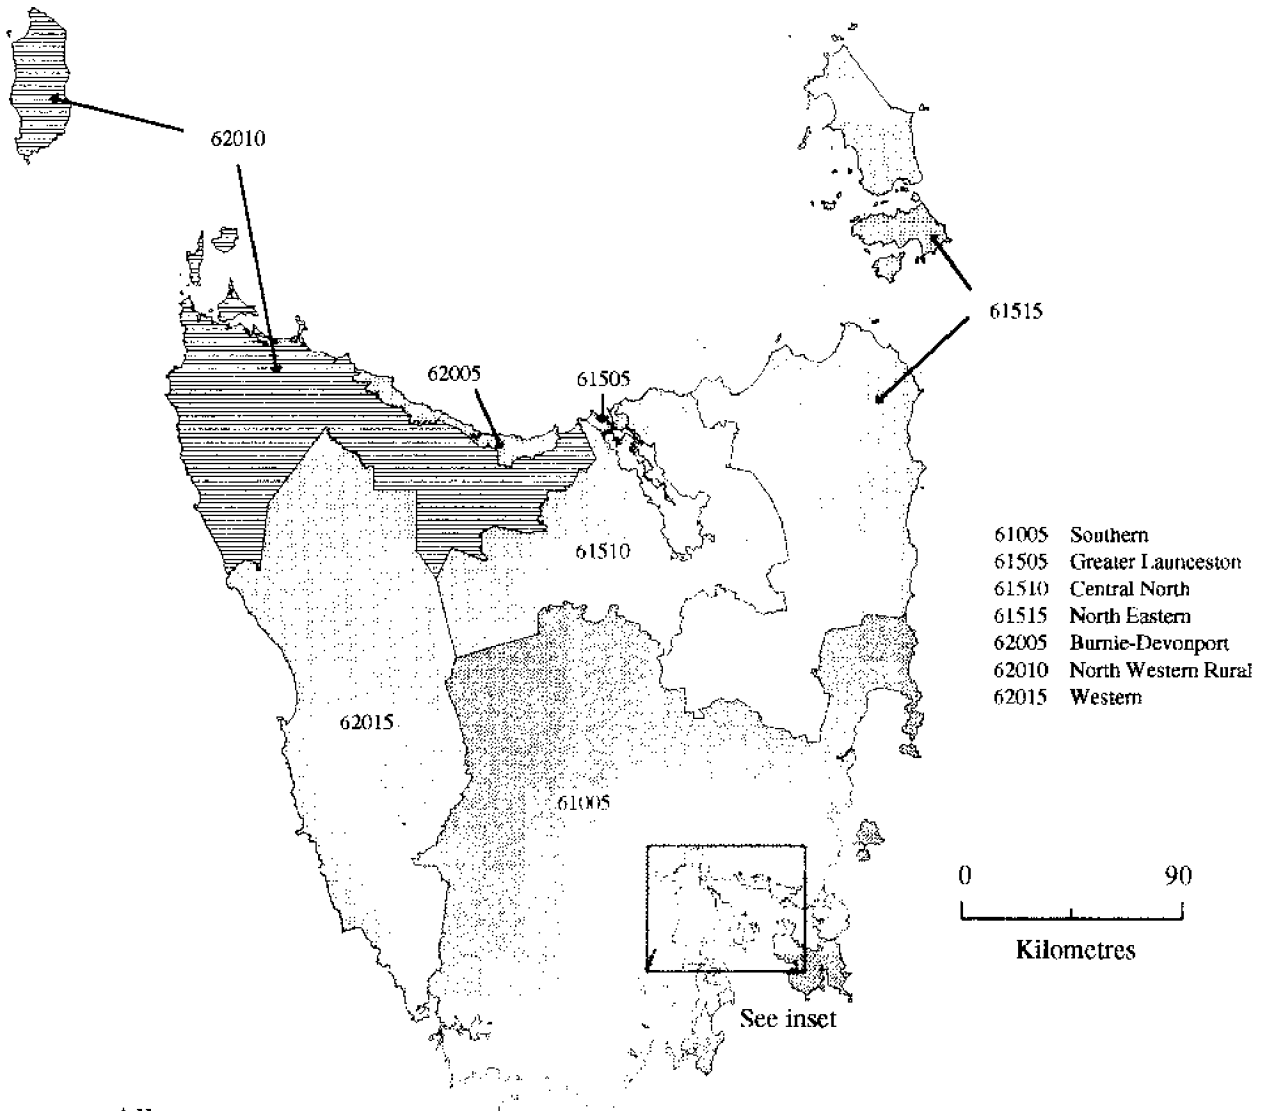 62010
61515
62005
61505
61510
61005 Southern
61505 Greater Launceston
61510 Central North
61515 North Eastern
62005 Burnie-Devonport
62010 North Western Rural
62015 Western
62015
61005
0 90
Kilometres
See inset